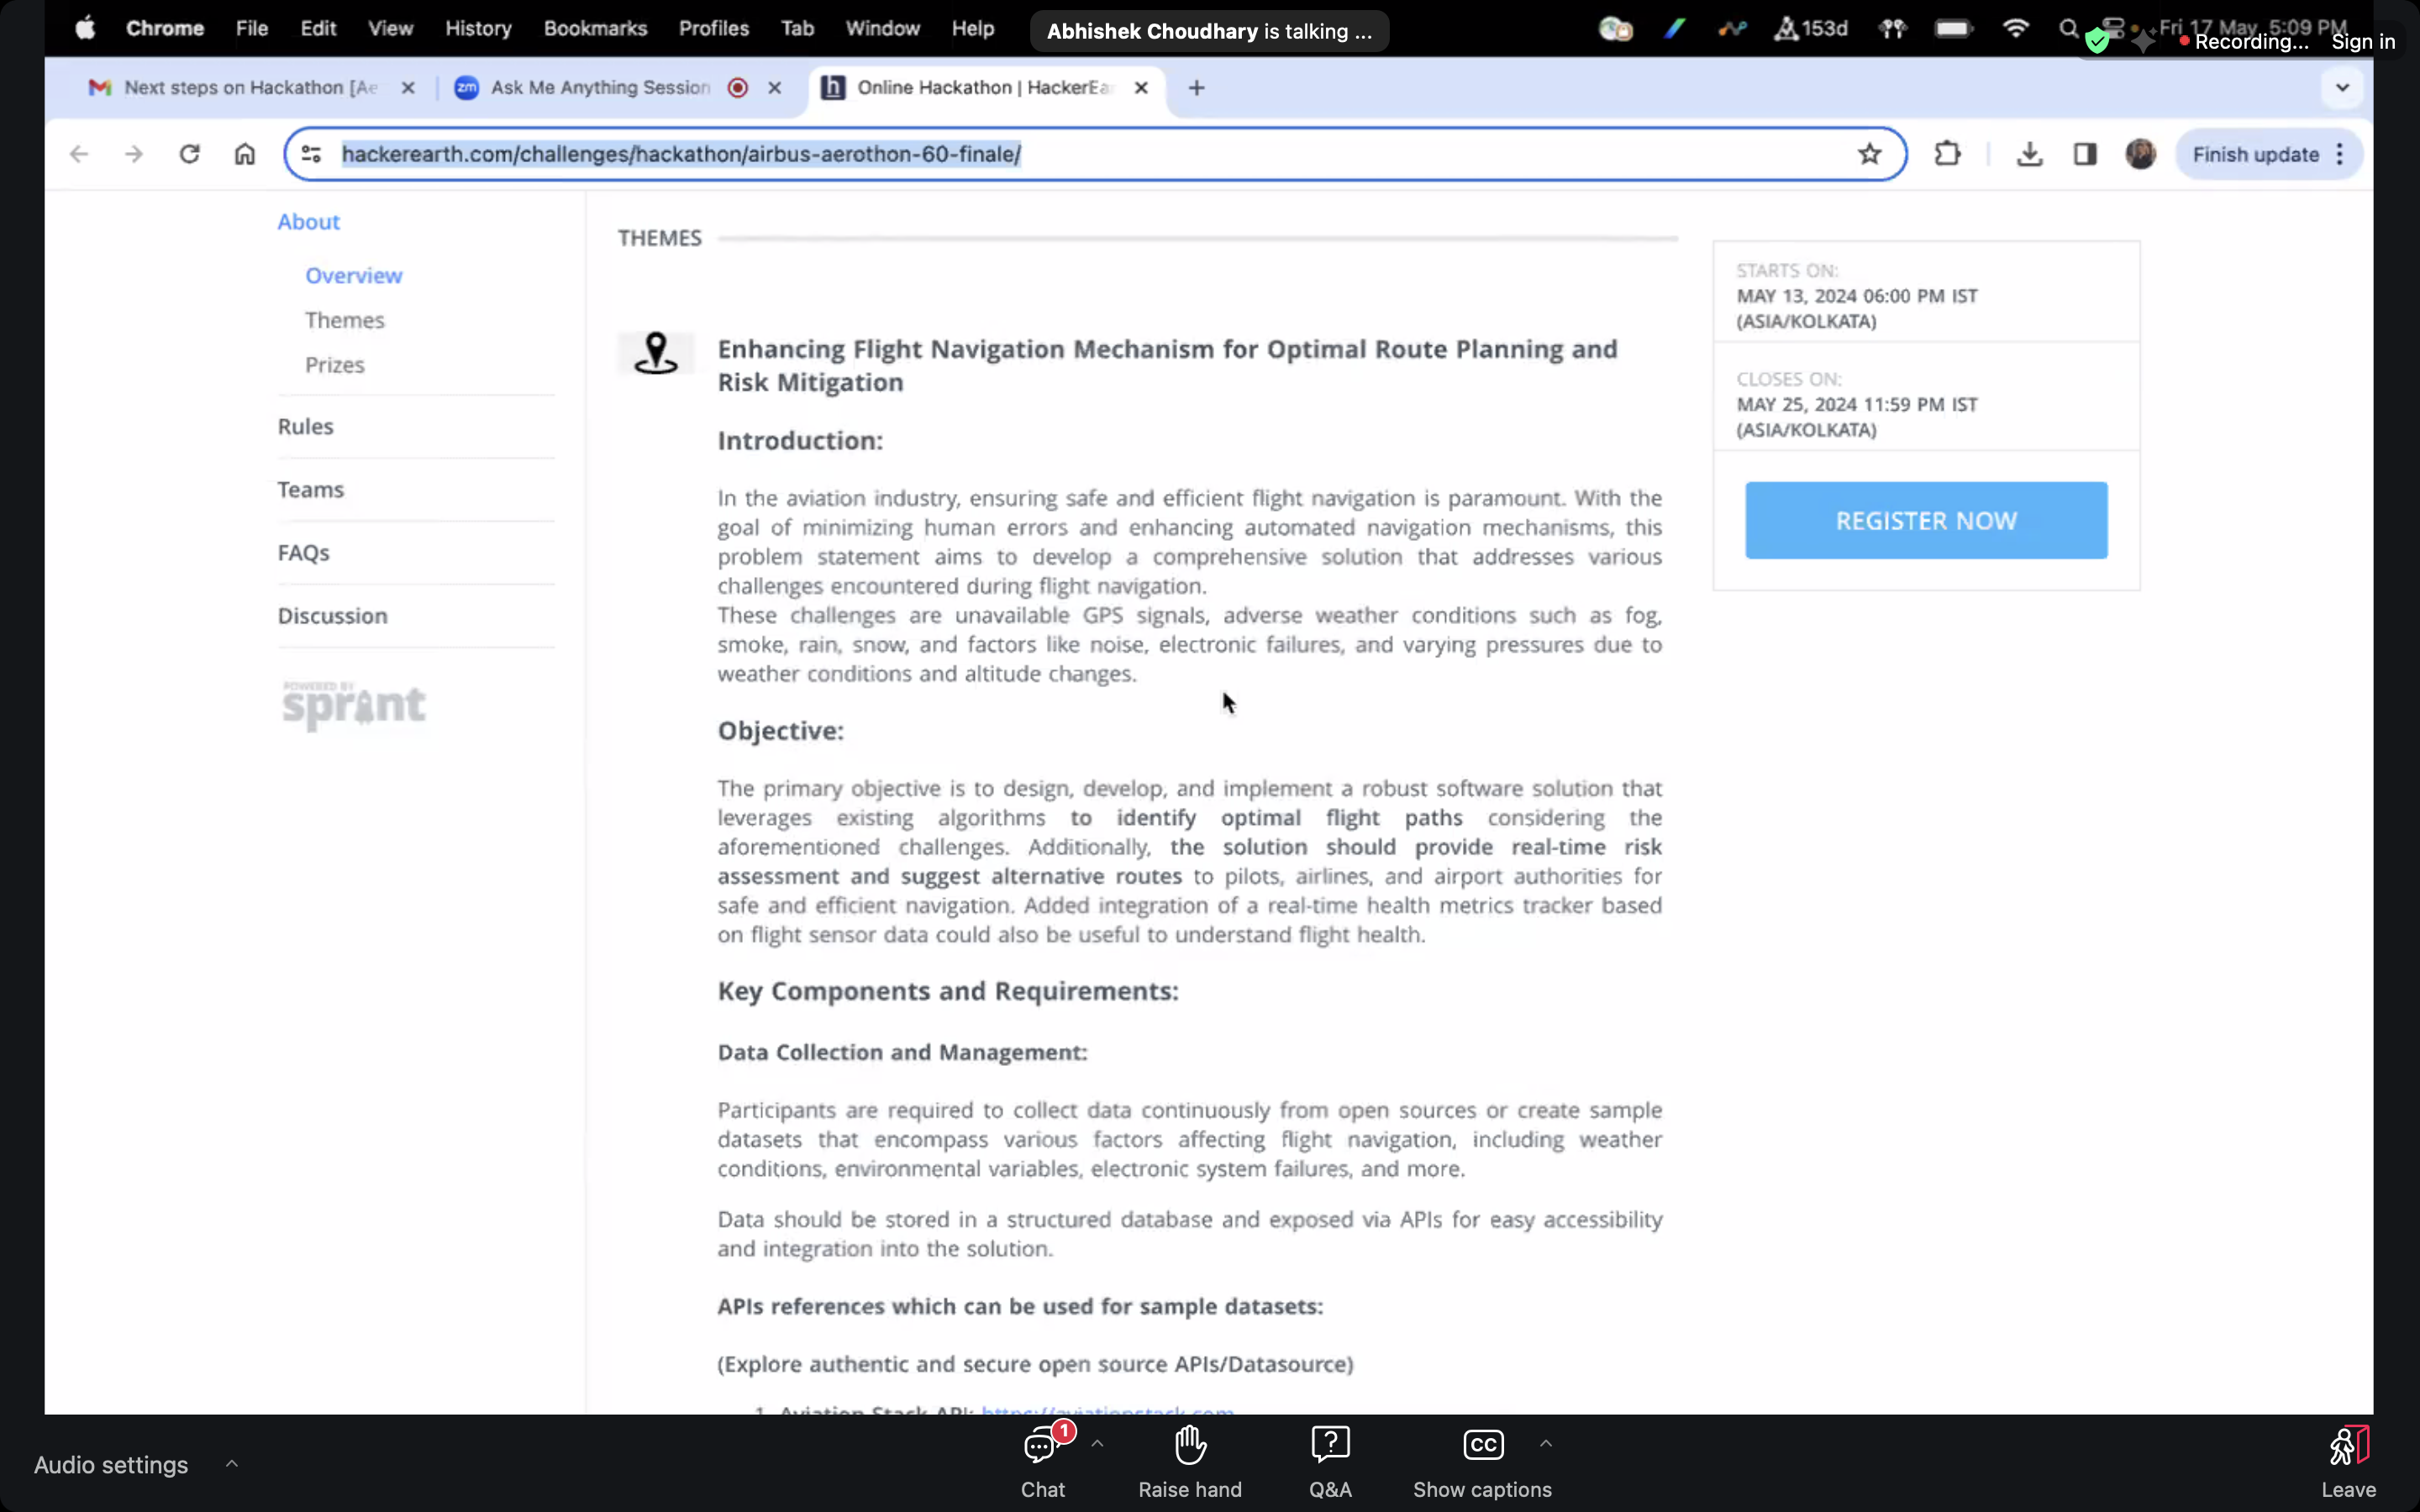 Chrome File Edit View History Bookmarks Profiles Tab Window Help
Abhishek Choudhary is talking ...
153d
Fri 17 May 5:09 PM
Recording... Sign in
Next steps on Hackathon [Ae
zm Ask Me Anything Session
h Online Hackathon | HackerEa
hackerearth.com/challenges/hackathon/airbus-aerothon-60-finale/
Finish update
About
Overview
Themes
Prizes
Rules
Teams
FAQs
Discussion
POWERED BY
sprint
THEMES
Enhancing Flight Navigation Mechanism for Optimal Route Planning and
Risk Mitigation
Introduction:
In the aviation industry, ensuring safe and efficient flight navigation is paramount. With the
goal of minimizing human errors and enhancing automated navigation mechanisms, this
problem statement aims to develop a comprehensive solution that addresses various
challenges encountered during flight navigation.
These challenges are unavailable GPS signals, adverse weather conditions such as fog,
smoke, rain, snow, and factors like noise, electronic failures, and varying pressures due to
weather conditions and altitude changes.
Objective:
The primary objective is to design, develop, and implement a robust software solution that
leverages existing algorithms to identify optimal flight paths considering the
aforementioned challenges. Additionally, the solution should provide real-time risk
assessment and suggest alternative routes to pilots, airlines, and airport authorities for
safe and efficient navigation. Added integration of a real-time health metrics tracker based
on flight sensor data could also be useful to understand flight health.
Key Components and Requirements:
Data Collection and Management:
Participants are required to collect data continuously from open sources or create sample
datasets that encompass various factors affecting flight navigation, including weather
conditions, environmental variables, electronic system failures, and more.
Data should be stored in a structured database and exposed via APIs for easy accessibility
and integration into the solution.
APIs references which can be used for sample datasets:
(Explore authentic and secure open source APIs/Datasource)
1. Aviation Stack API: https://aviationstack.com
STARTS ON:
MAY 13, 2024 06:00 PM IST
(ASIA/KOLKATA)
CLOSES ON:
MAY 25, 2024 11:59 PM IST
(ASIA/KOLKATA)
REGISTER NOW
Audio settings
1
Chat
Raise hand
Q&A
CC
Show captions
Leave